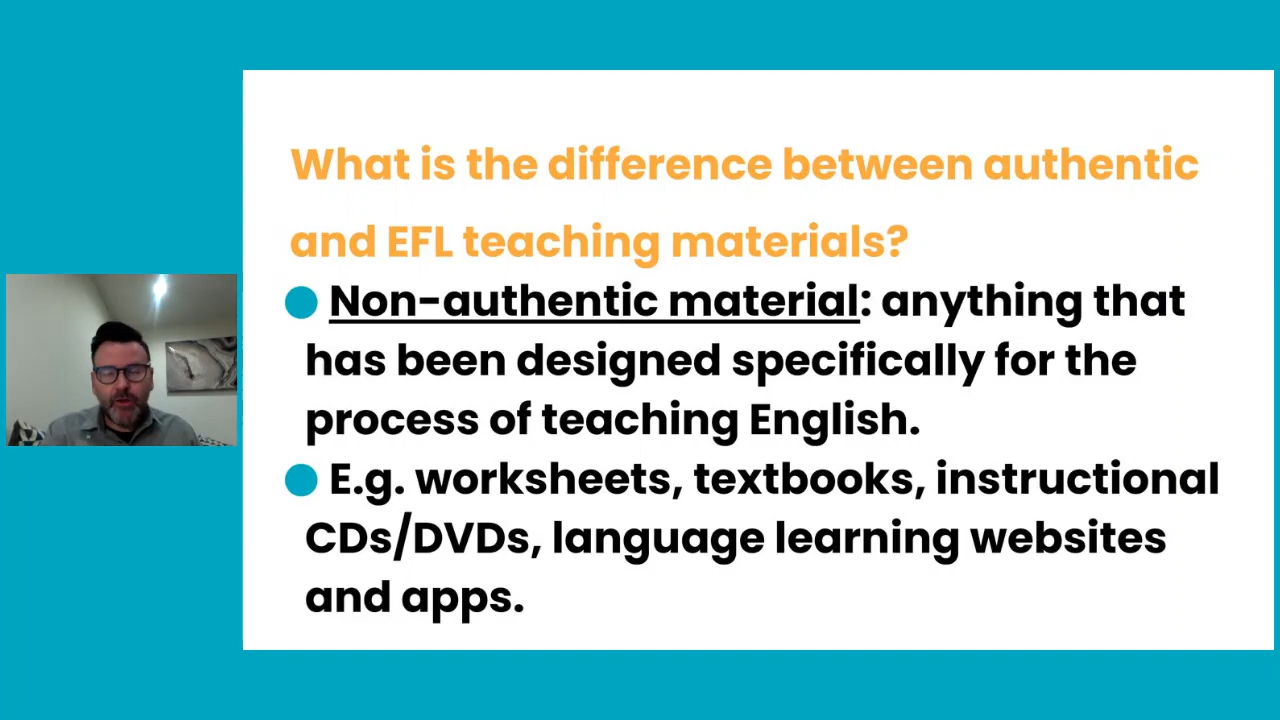 What is the difference between authentic
and EFL teaching materials?
Non-authentic material: anything that
has been designed specifically for the
process of teaching English.
E.g. worksheets, textbooks, instructional
CDs/DVDs, language learning websites
and apps.